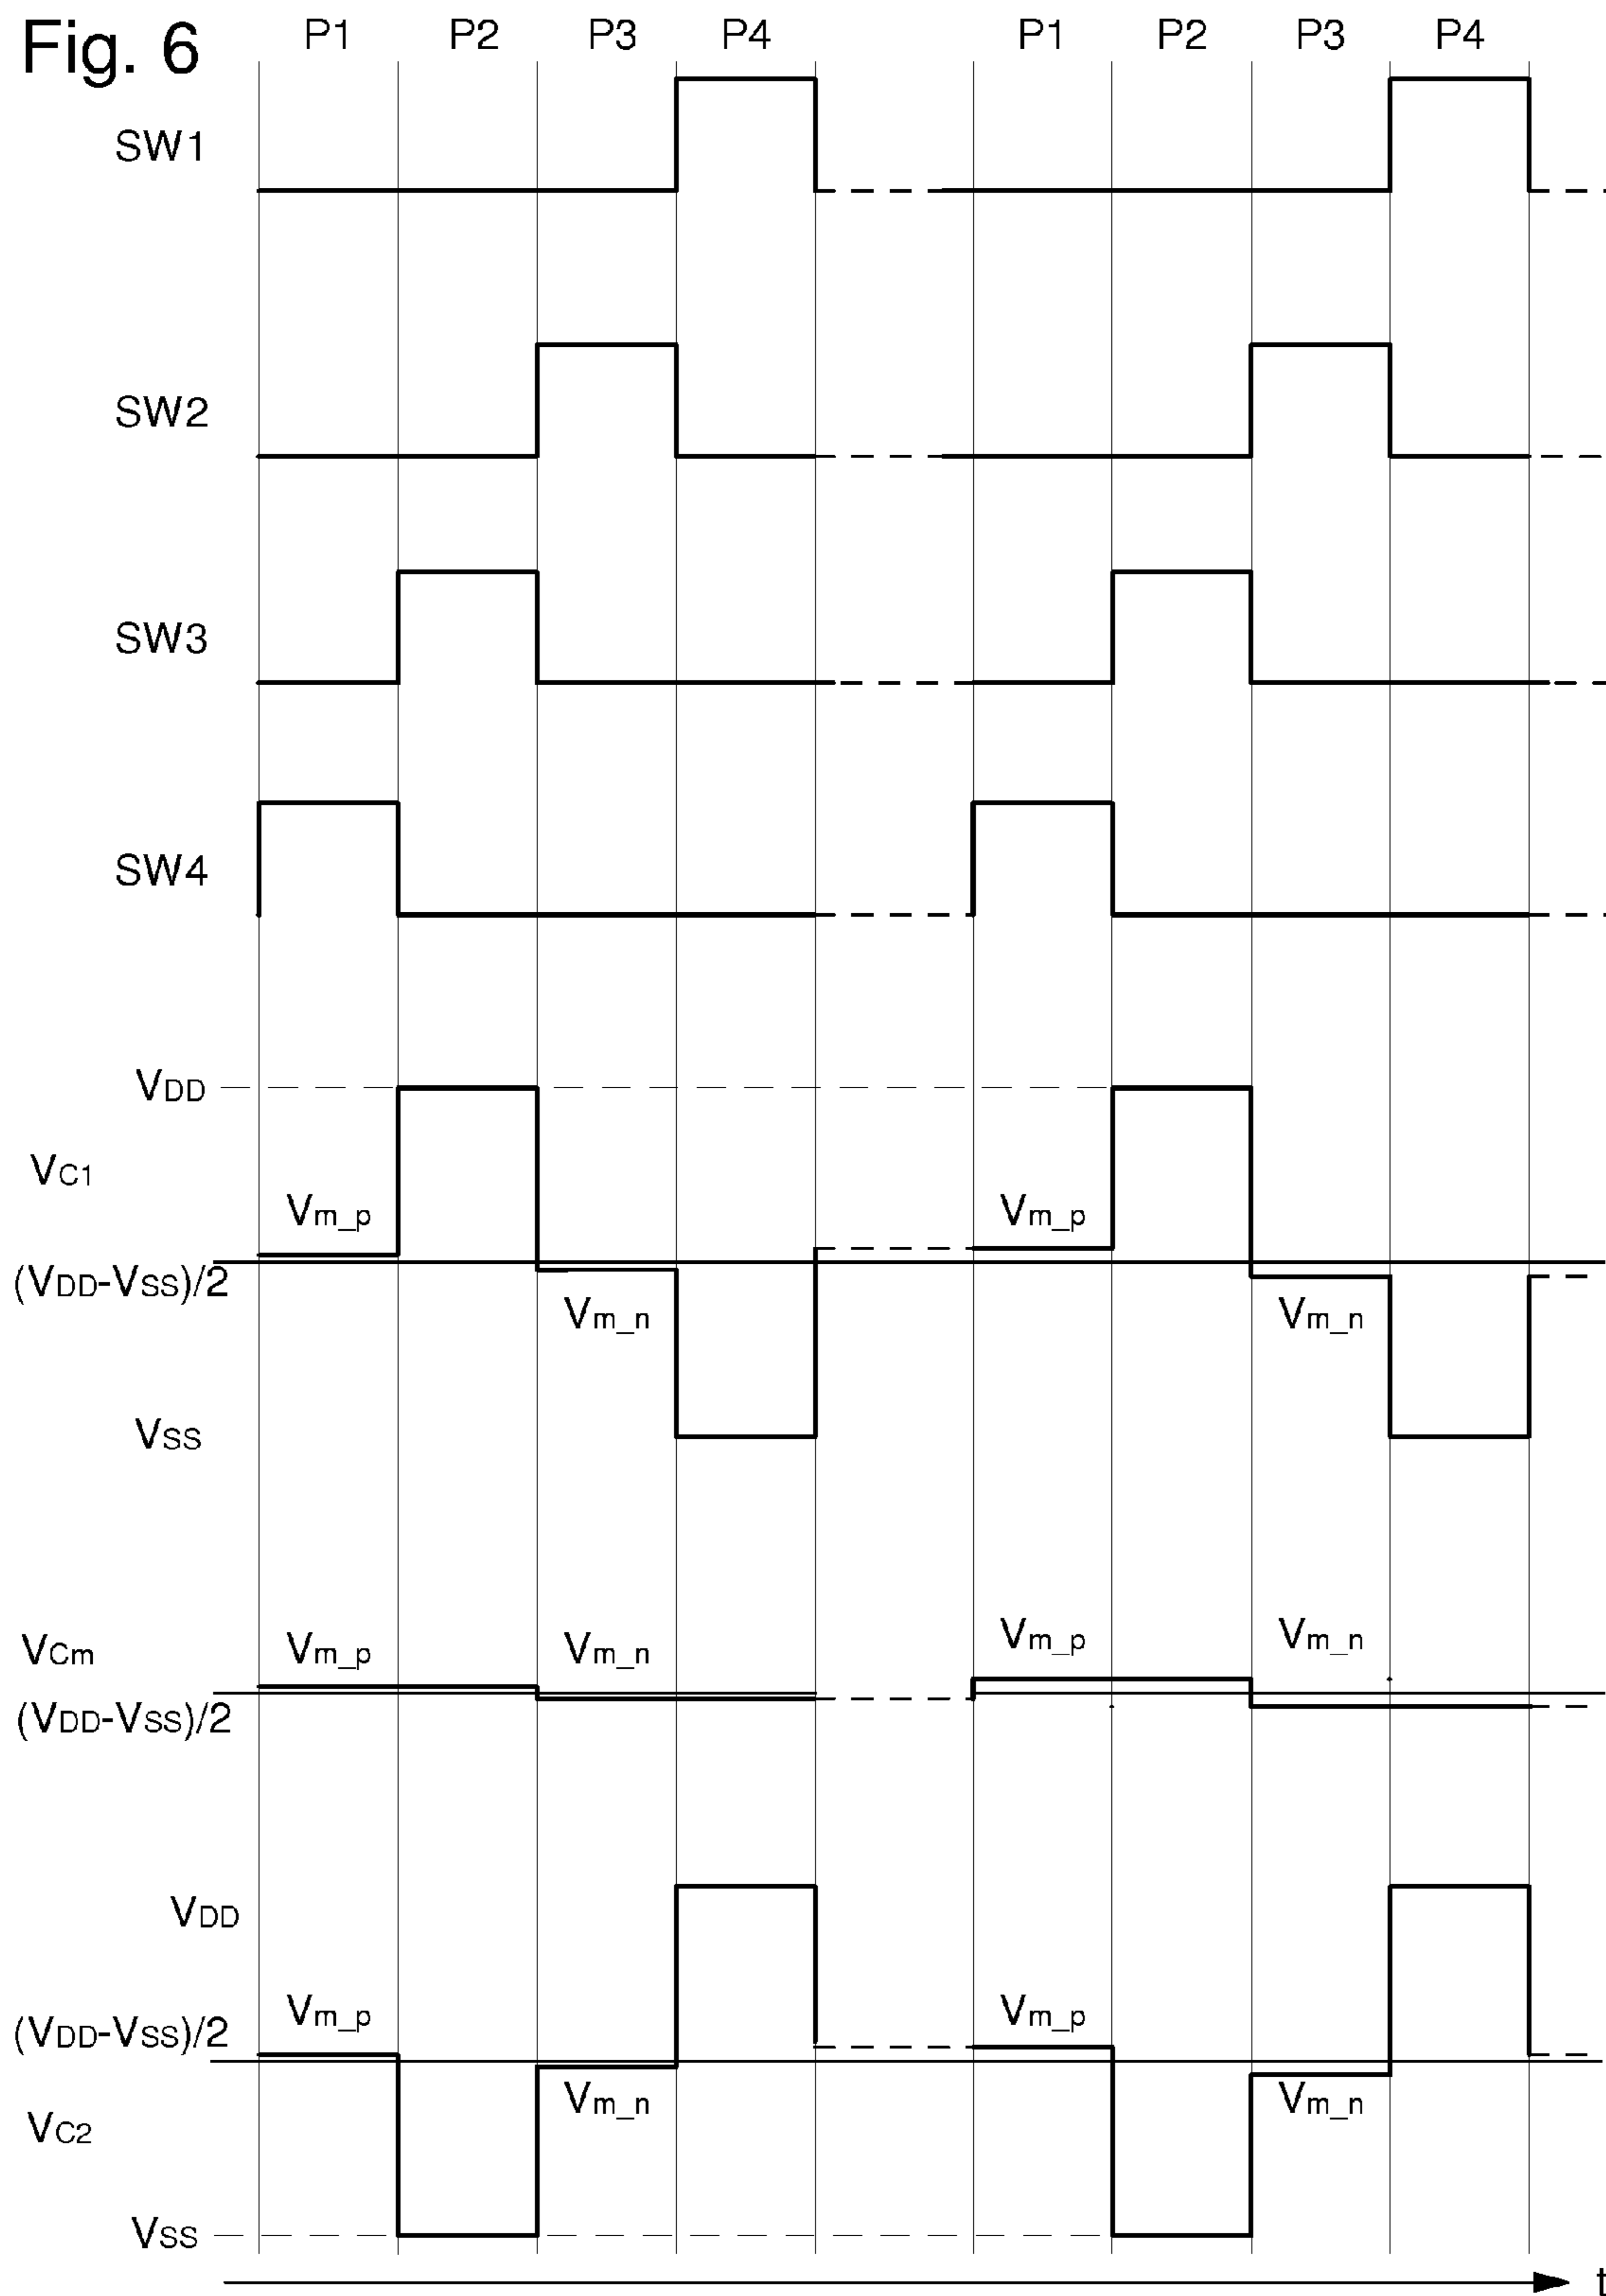 Fig. 6
P1 P2 P3 P4 P1 P2 P3 P4
SW1
SW2
SW3
SW4
VDD
VC1
Vm_p Vm_p
(VDD-VSS)/2
Vm_n Vm_n
VSS
VCm Vm_p Vm_n Vm_p Vm_n
(VDD-VSS)/2
VDD
Vm_p Vm_p
(VDD-VSS)/2
Vm_n Vm_n
VC2
VSS
t